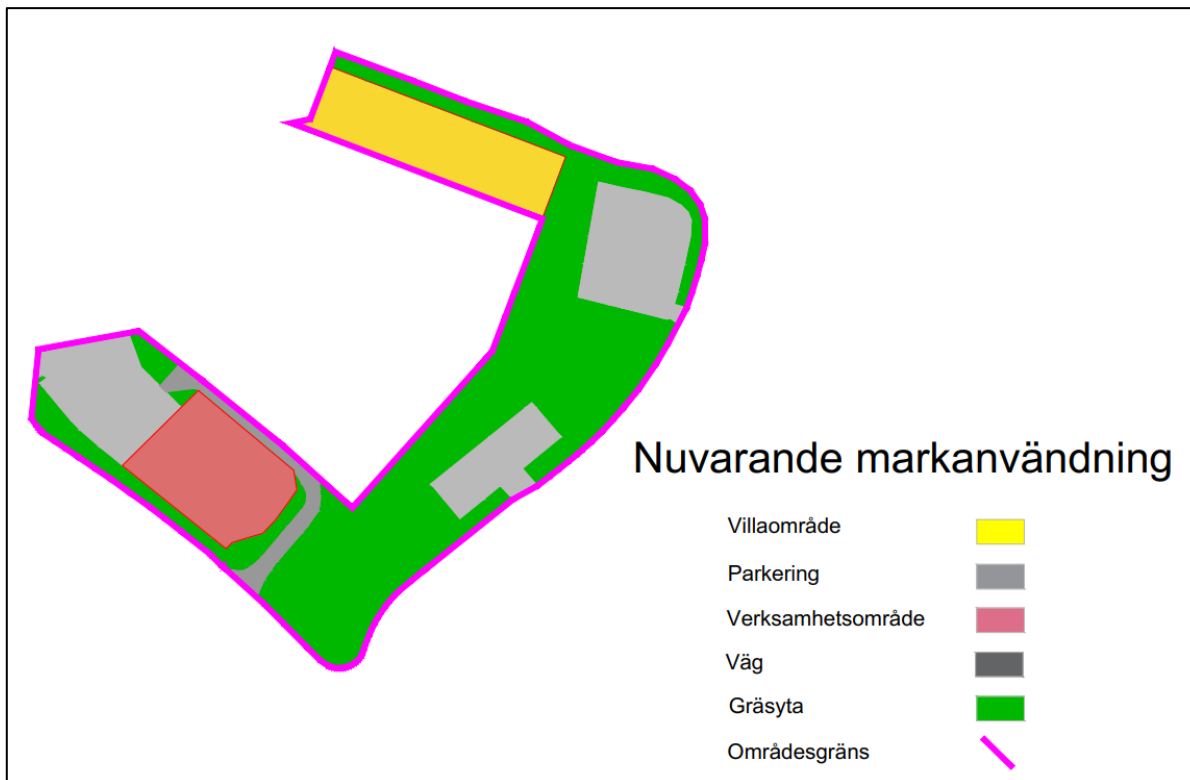 Nuvarande markanvändning
Villaområde
Parkering
Verksamhetsområde
Väg
Gräsyta
Områdesgräns